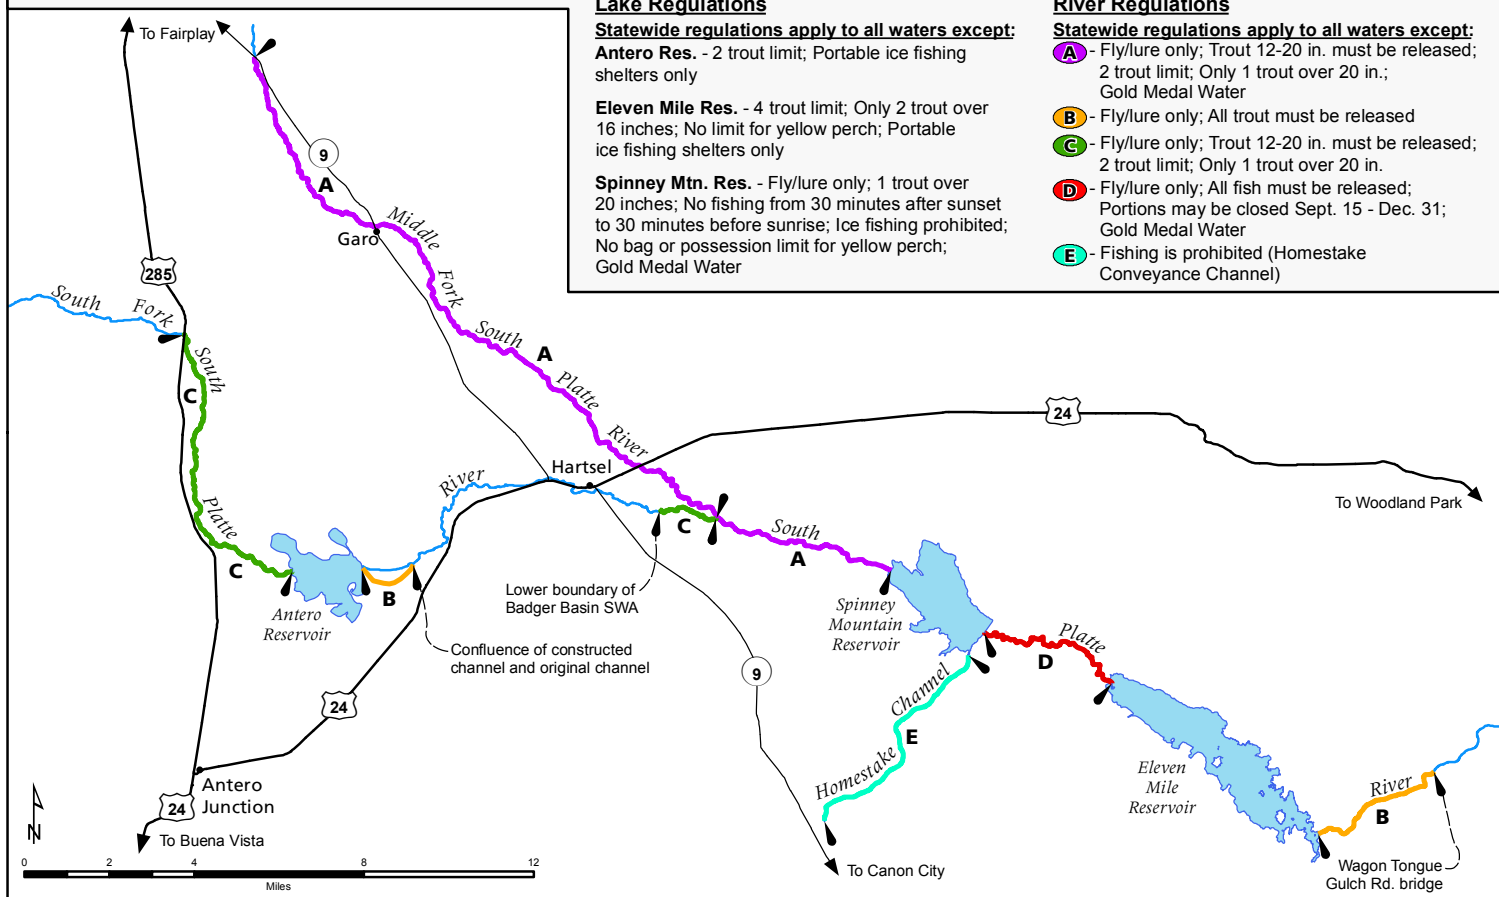 Lake Regulations
Statewide regulations apply to all waters except:
Antero Res. - 2 trout limit; Portable ice fishing
shelters only
Eleven Mile Res. - 4 trout limit; Only 2 trout over
16 inches; No limit for yellow perch; Portable
ice fishing shelters only
Spinney Mtn. Res. - Fly/lure only; 1 trout over
20 inches; No fishing from 30 minutes after sunset
to 30 minutes before sunrise; Ice fishing prohibited;
No bag or possession limit for yellow perch;
Gold Medal Water
River Regulations
Statewide regulations apply to all waters except:
A - Fly/lure only; Trout 12-20 in. must be released;
2 trout limit; Only 1 trout over 20 in.;
Gold Medal Water
B - Fly/lure only; All trout must be released
C - Fly/lure only; Trout 12-20 in. must be released;
2 trout limit; Only 1 trout over 20 in.
D - Fly/lure only; All fish must be released;
Portions may be closed Sept. 15 - Dec. 31;
Gold Medal Water
E - Fishing is prohibited (Homestake
Conveyance Channel)
To Fairplay
9
A
Garo
Middle
Fork
South
A
Platte
River
285
South
Fork
South
C
Platte
C
Antero
Reservoir
B
River
Hartsel
24
To Woodland Park
C
South
A
Lower boundary of
Badger Basin SWA
Confluence of constructed
channel and original channel
Spinney
Mountain
Reservoir
Platte
D
9
24
Channel
E
Homestake
Eleven
Mile
Reservoir
River
B
Antero
Junction
24
To Buena Vista
To Canon City
Wagon Tongue
Gulch Rd. bridge
N
0 2 4 8 12
Miles